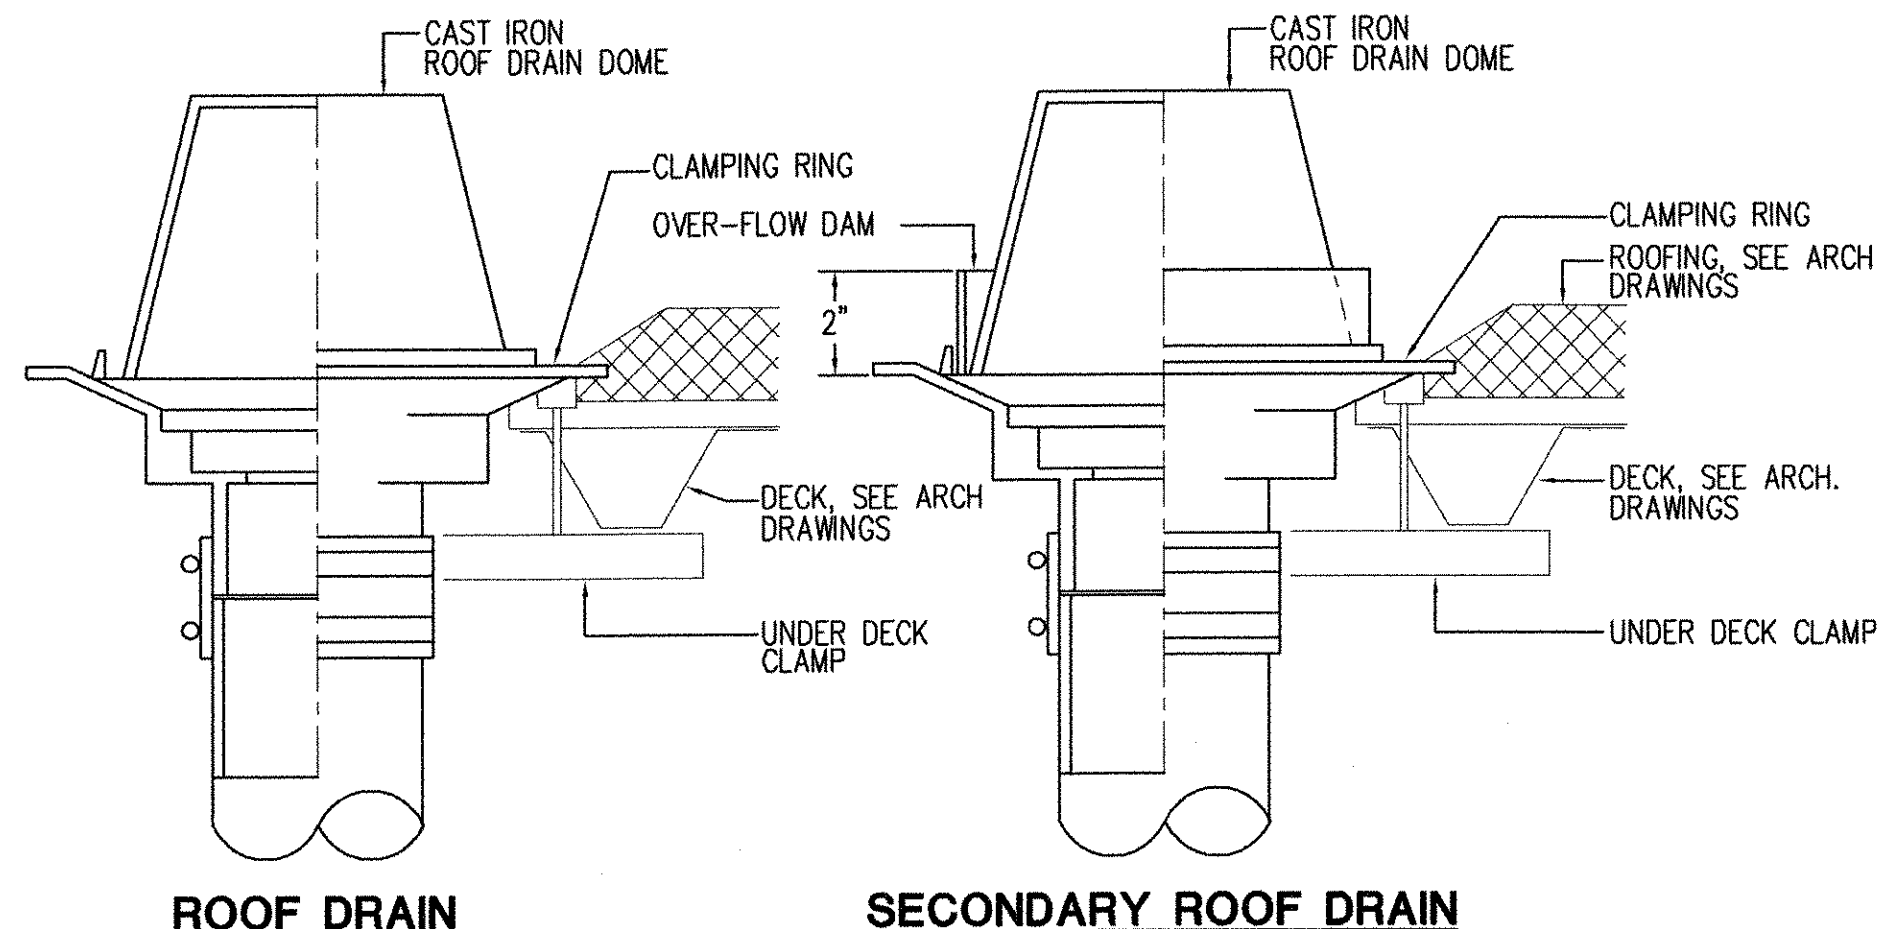 CAST IRON
ROOF DRAIN DOME
CLAMPING RING
OVER-FLOW DAM
2"
DECK, SEE ARCH
DRAWINGS
UNDER DECK
CLAMP
ROOF DRAIN
CAST IRON
ROOF DRAIN DOME
CLAMPING RING
ROOFING, SEE ARCH
DRAWINGS
DECK, SEE ARCH.
DRAWINGS
UNDER DECK CLAMP
SECONDARY ROOF DRAIN